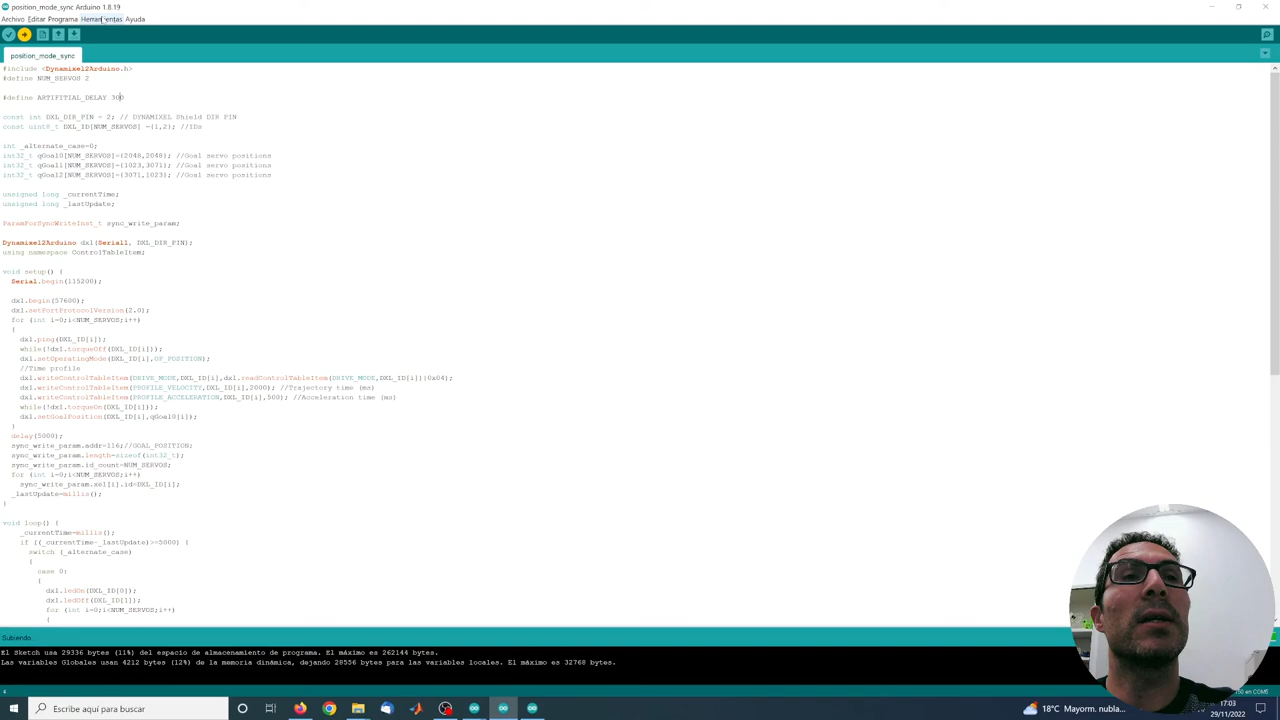 position_mode_sync Arduino 1.8.19
Archivo Editar Programa Herramientas Ayuda
position_mode_sync
#include <Dynamixel2Arduino.h>
#define NUM_SERVOS 2
#define ARTIFITIAL_DELAY 300
const int DXL_DIR_PIN = 2; // DYNAMIXEL Shield DIR PIN
const uint8_t DXL_ID[NUM_SERVOS] ={1,2}; //IDs
int _alternate_case=0;
int32_t qGoal0[NUM_SERVOS]={2048,2048}; //Goal servo positions
int32_t qGoal1[NUM_SERVOS]={1023,3071}; //Goal servo positions
int32_t qGoal2[NUM_SERVOS]={3071,1023}; //Goal servo positions
unsigned long _currentTime;
unsigned long _lastUpdate;
ParamForSyncWriteInst_t sync_write_param;
Dynamixel2Arduino dxl(Serial1, DXL_DIR_PIN);
using namespace ControlTableItem;
void setup() {
Serial.begin(115200);
dxl.begin(57600);
dxl.setPortProtocolVersion(2.0);
for (int i=0;i<NUM_SERVOS;i++)
{
dxl.ping(DXL_ID[i]);
while(!dxl.torqueOff(DXL_ID[i]));
dxl.setOperatingMode(DXL_ID[i],OP_POSITION);
//Time profile
dxl.writeControlTableItem(DRIVE_MODE,DXL_ID[i],dxl.readControlTableItem(DRIVE_MODE,DXL_ID[i])|0x04);
dxl.writeControlTableItem(PROFILE_VELOCITY,DXL_ID[i],2000); //Trajectory time (ms)
dxl.writeControlTableItem(PROFILE_ACCELERATION,DXL_ID[i],500); //Acceleration time (ms)
while(!dxl.torqueOn(DXL_ID[i]));
dxl.setGoalPosition(DXL_ID[i],qGoal0[i]);
}
delay(5000);
sync_write_param.addr=116;//GOAL_POSITION;
sync_write_param.length=sizeof(int32_t);
sync_write_param.id_count=NUM_SERVOS;
for (int i=0;i<NUM_SERVOS;i++)
sync_write_param.xel[i].id=DXL_ID[i];
_lastUpdate=millis();
}
void loop() {
_currentTime=millis();
if ((_currentTime-_lastUpdate)>=5000) {
switch (_alternate_case)
{
case 0:
{
dxl.ledOn(DXL_ID[0]);
dxl.ledOff(DXL_ID[1]);
for (int i=0;i<NUM_SERVOS;i++)
{
Subiendo
El Sketch usa 29336 bytes (11%) del espacio de almacenamiento de programa. El máximo es 262144 bytes.
Las variables Globales usan 4212 bytes (12%) de la memoria dinámica, dejando 28556 bytes para las variables locales. El máximo es 32768 bytes.
4
en COM6
Escribe aquí para buscar
18°C Mayorm. nubla...
17:03
29/11/2022